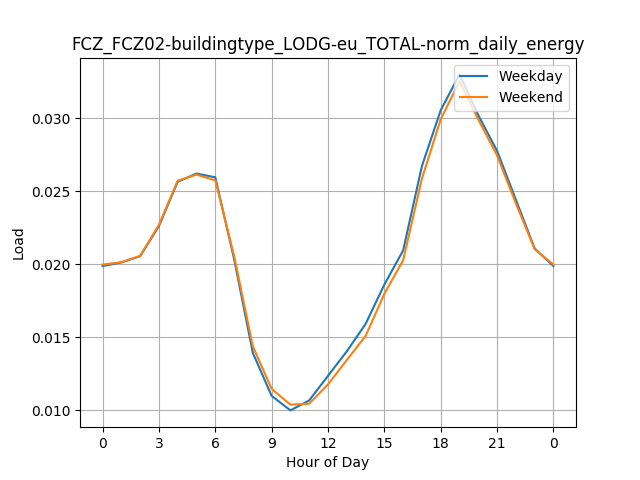 FCZ_FCZ02-buildingtype_LODG-eu_TOTAL-norm_daily_energy
Weekday
Weekend
0.030
0.025
0.020
0.015
0.010
Load
0 3 6 9 12 15 18 21 0
Hour of Day